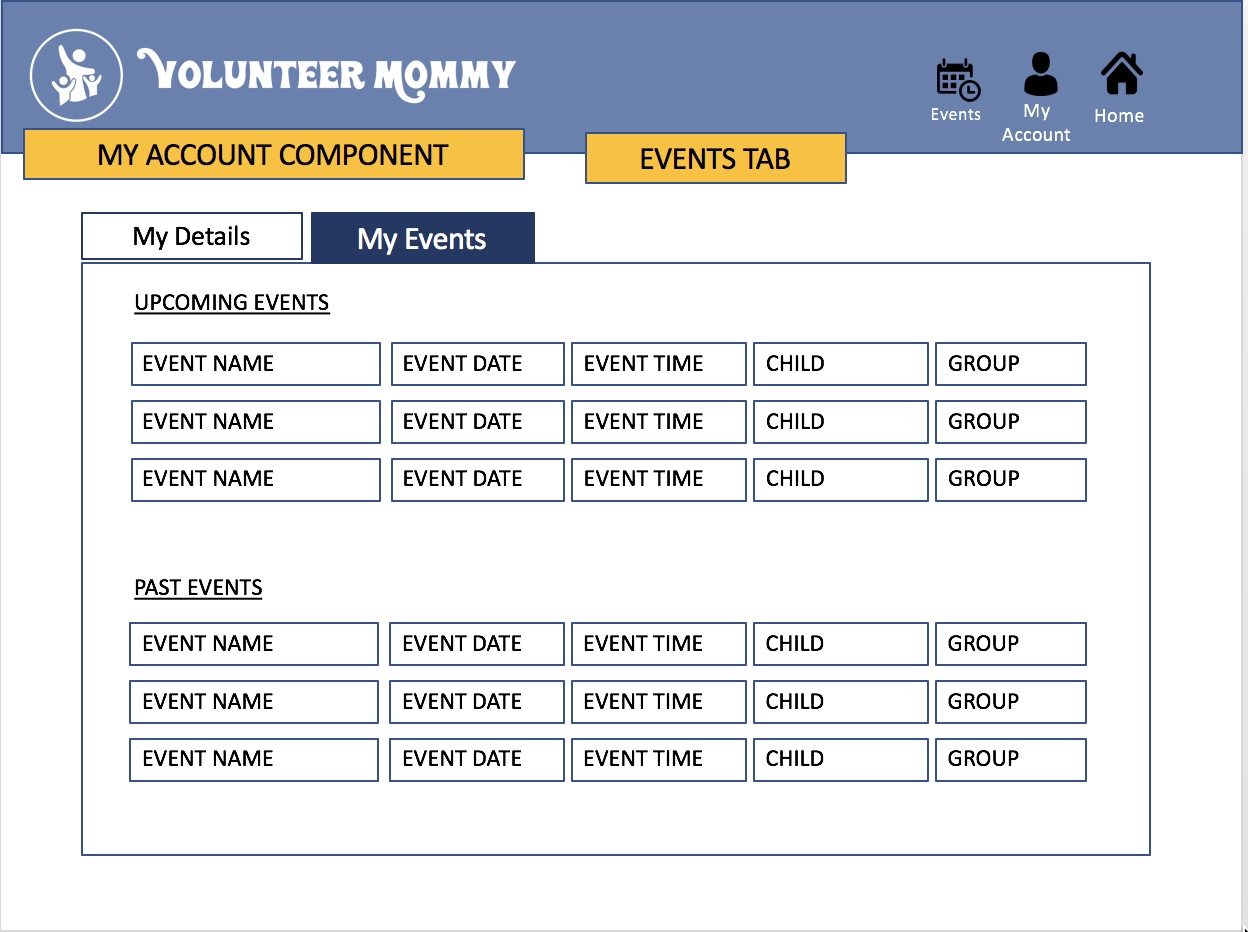 VOLUNTEER MOMMY
Events
My
Account
Home
MY ACCOUNT COMPONENT
EVENTS TAB
My Details
My Events
UPCOMING EVENTS
EVENT NAME EVENT DATE EVENT TIME CHILD GROUP
EVENT NAME EVENT DATE EVENT TIME CHILD GROUP
EVENT NAME EVENT DATE EVENT TIME CHILD GROUP
PAST EVENTS
EVENT NAME EVENT DATE EVENT TIME CHILD GROUP
EVENT NAME EVENT DATE EVENT TIME CHILD GROUP
EVENT NAME EVENT DATE EVENT TIME CHILD GROUP